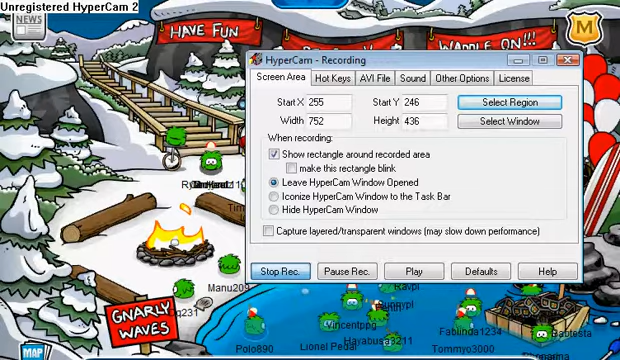 Unregistered HyperCam 2
NEWS
HAVE FUN
WADDLE ON!!!
M
HyperCam - Recording
Screen Area
Hot Keys
AVI File
Sound
Other Options
License
Start X 255
Start Y 246
Select Region
Width 752
Height 436
Select Window
When recording:
Show rectangle around recorded area
make this rectangle blink
Leave HyperCam Window Opened
Iconize HyperCam Window to the Task Bar
Hide HyperCam Window
Capture layered/transparent windows (may slow down performance)
Stop Rec.
Pause Rec.
Play
Defaults
Help
Manu209
GNARLY
WAVES
Vincentppg
Fabunda1234
Polo890
Lionel Pedal
Hayabusa3211
Tommyo3000
MAP